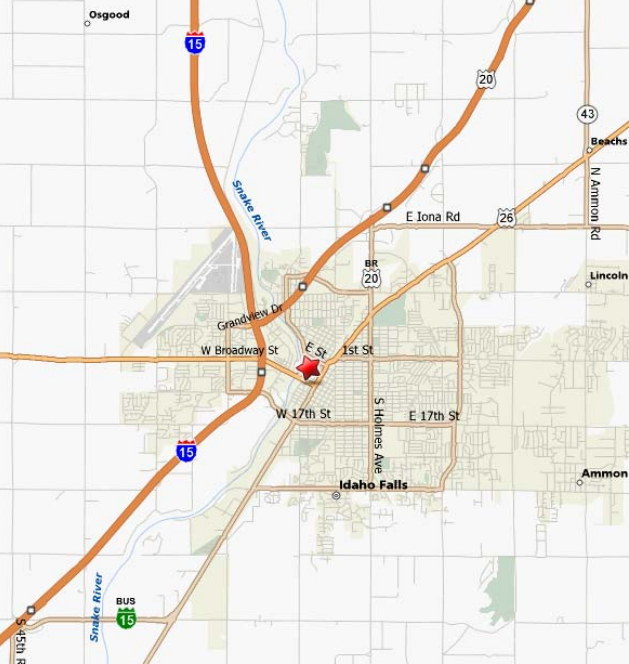 Osgood
15
20
43
Beachs
Snake River
N Ammon Rd
E Iona Rd
26
BR
20
Lincoln
Grandview Dr
W Broadway St
E St
1st St
S Holmes Ave
W 17th St
E 17th St
15
Ammon
Idaho Falls
Snake River
BUS
15
S 45th R